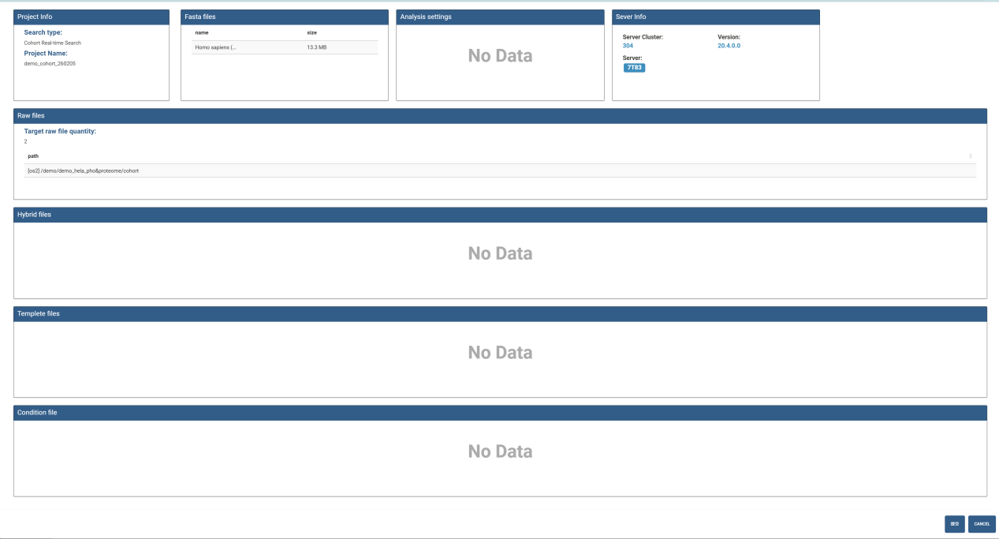 Project Info
Search type:
Cohort Real-time Search
Project Name:
demo_cohort_260205
Fasta files
name size
Homo sapiens (... 13.3 MB
Analysis settings
No Data
Sever Info
Server Cluster: Version:
304 20.4.0.0
Server:
7T83
Raw files
Target raw file quantity:
2
path
[os2] /demo/demo_hela_pho&proteome/cohort
Hybrid files
No Data
Templete files
No Data
Condition file
No Data
提交 CANCEL